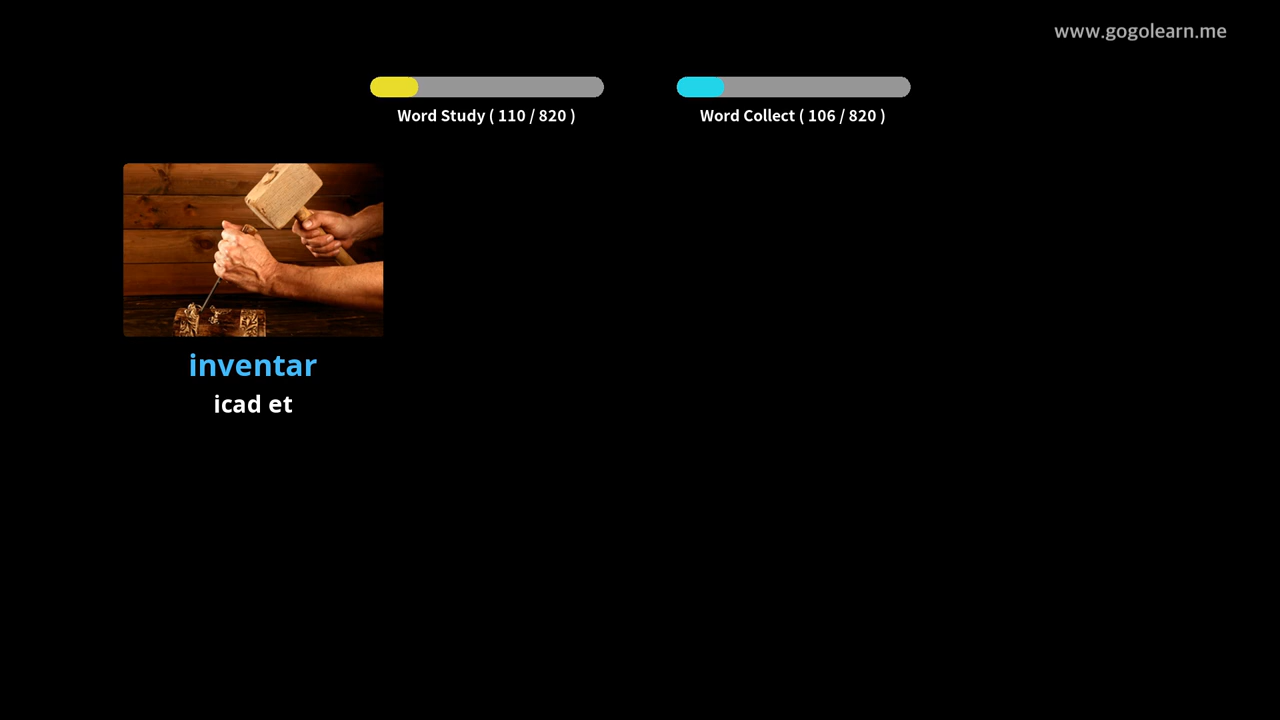 www.gogolearn.me
Word Study ( 110 / 820 )
Word Collect ( 106 / 820 )
inventar
icad et